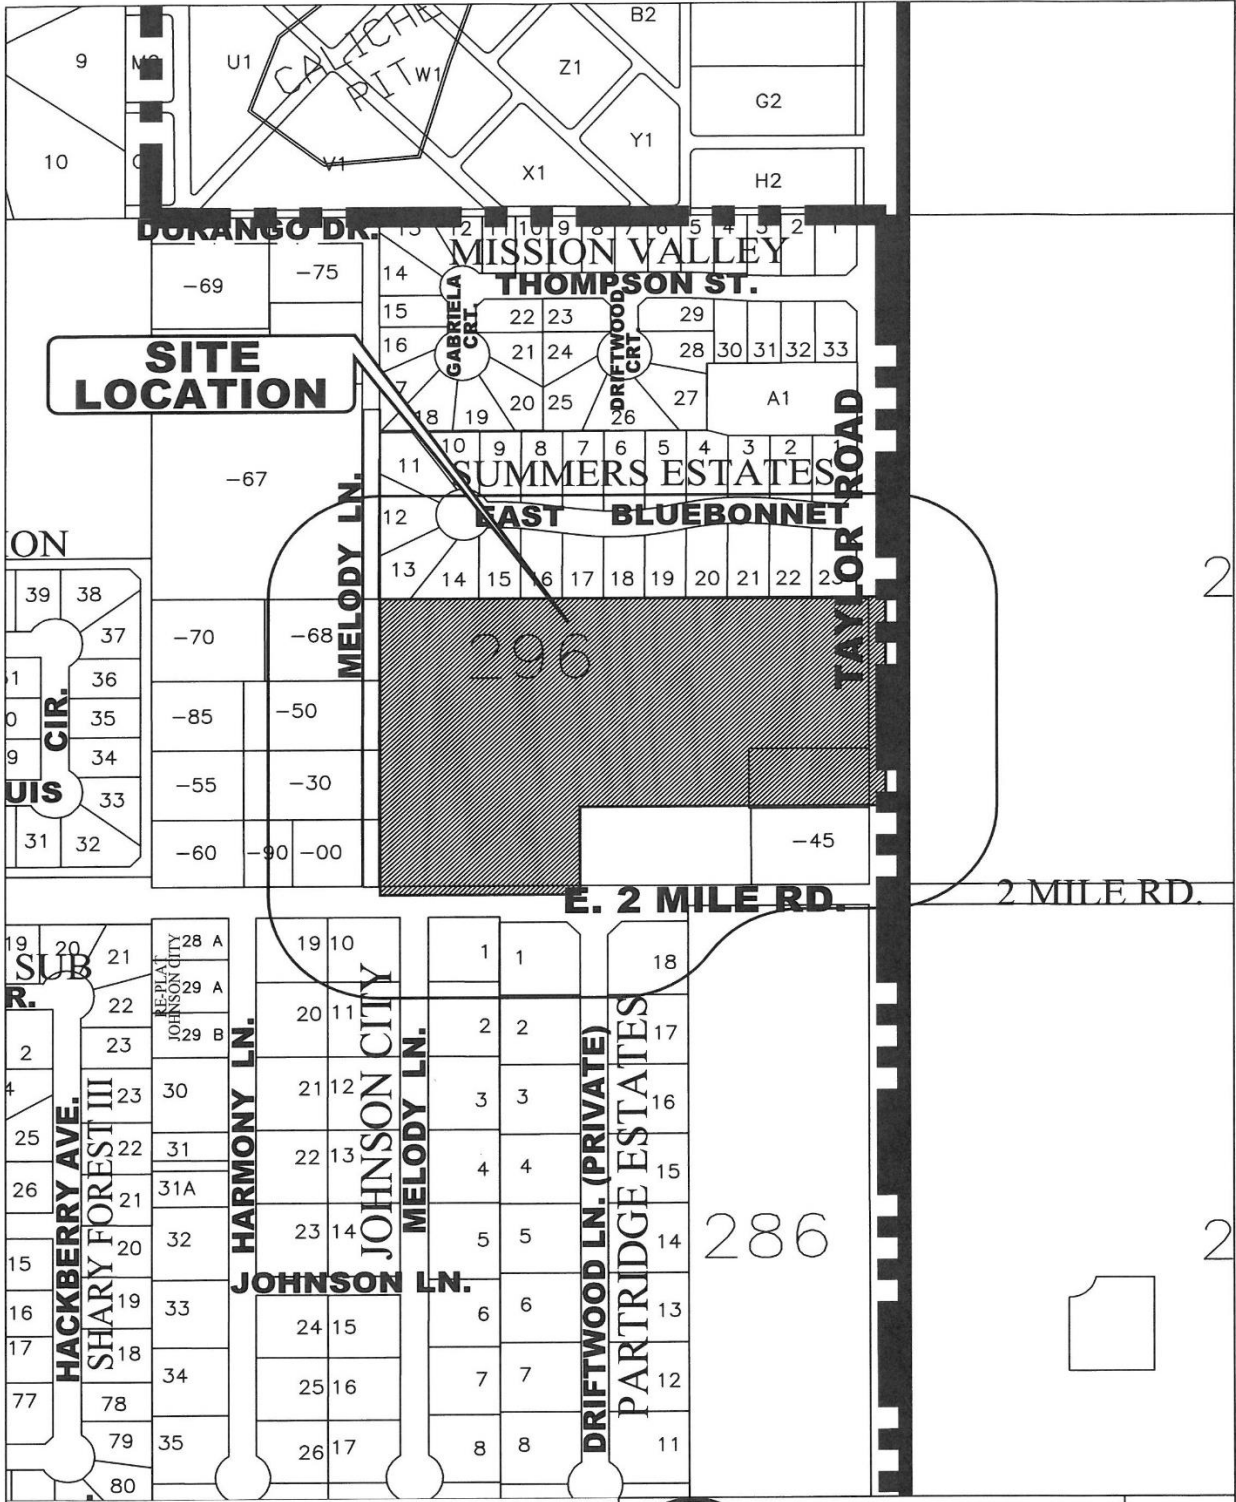 B2
9
M2
U1
CALICHE
PIT
W1
Z1
G2
10
V1
X1
Y1
H2
DURANGO DR.
13 12 11 10 9 8 7 6 5 4 3 2 1
MISSION VALLEY
THOMPSON ST.
-69
-75
14
GABRIELA
CRT.
DRIFTWOOD
CRT.
15
22 23
29
SITE
LOCATION
16
21 24
28 30 31 32 33
20 25
27
A1
18 19
26
TAYLOR ROAD
10 9 8 7 6 5 4 3 2 1
11
SUMMERS ESTATES
-67
MELODY LN.
12
EAST BLUEBONNET
ION
13 14 15 16 17 18 19 20 21 22 23
39 38
2
37
-70
-68
296
36
CIR.
35
-85
-50
34
UIS
33
-55
-30
31 32
-60
-90
-00
-45
E. 2 MILE RD.
2 MILE RD.
19 20 21
SUB
R.
RE-PLAT
JOHNSON CITY
28 A
29 A
29 B
19 10
1
1
18
22
20 11
2
2
17
2
23
HARMONY LN.
JOHNSON CITY
MELODY LN.
DRIFTWOOD LN. (PRIVATE)
PARTRIDGE ESTATES
HACKBERRY AVE.
SHARY FOREST III
23
30
21 12
3
3
16
25
22
31
22 13
4
4
15
26
21
31A
20
32
23 14
5
5
14
286
2
15
JOHNSON LN.
16
19
33
24 15
6
6
13
17
18
34
25 16
7
7
12
77
78
79
35
26 17
8
8
11
80